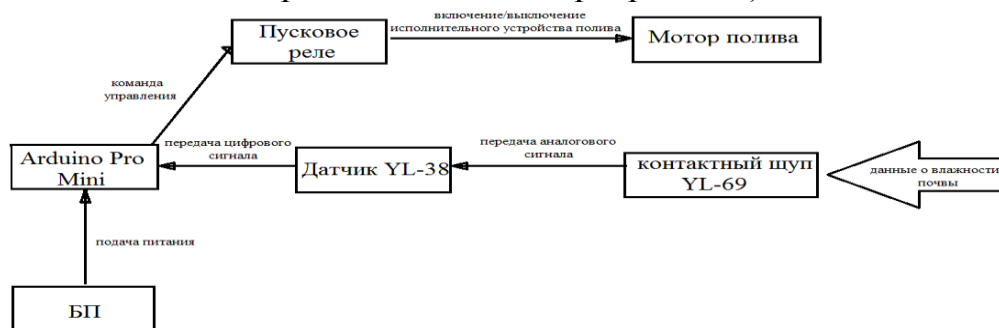 включение/выключение
исполнительного устройства полива
Пусковое
реле
Мотор полива
команда
управления
Arduino Pro
Mini
передача цифрового
сигнала
Датчик YL-38
передача аналогового
сигнала
контактный щуп
YL-69
данные о влажности
почвы
подача питания
БП